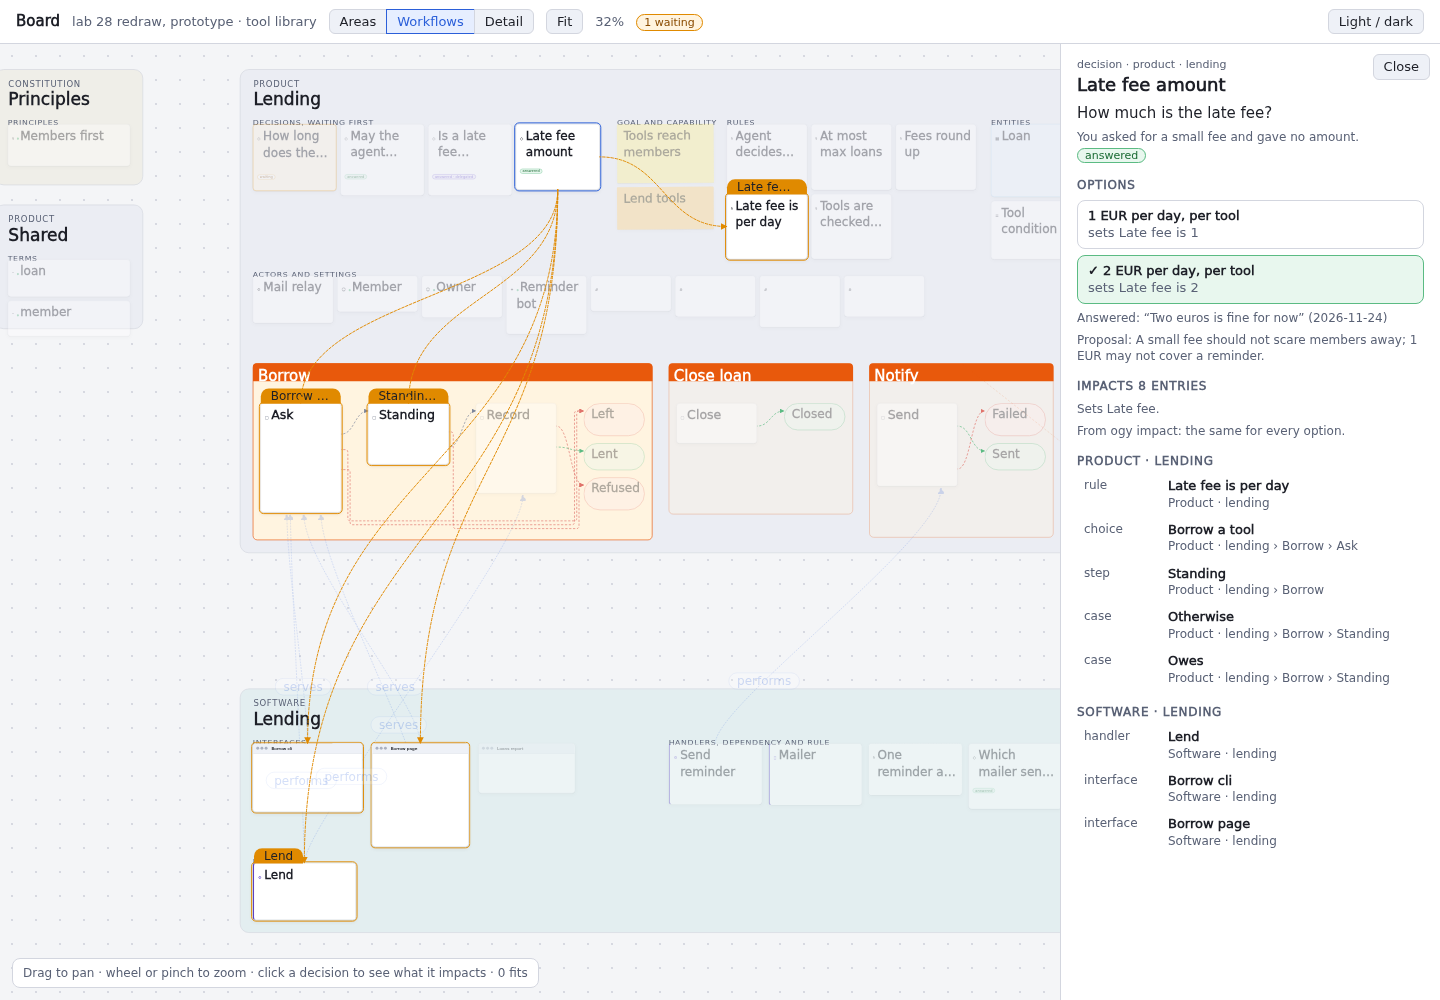 Board
lab 28 redraw, prototype · tool library
Areas
Workflows
Detail
Fit
32%
1 waiting
Light / dark
CONSTITUTION
Principles
PRINCIPLES
Members first
PRODUCT
Shared
TERMS
loan
member
PRODUCT
Lending
DECISIONS, WAITING FIRST
How long does the...
May the agent...
Is a late fee...
Late fee amount
answered
GOAL AND CAPABILITY
Tools reach members
Lend tools
RULES
Agent decides...
At most max loans
Fees round up
Late fe...
Late fee is per day
Tools are checked...
ENTITIES
Loan
Tool condition
ACTORS AND SETTINGS
Mail relay
Member
Owner
Reminder bot
Borrow
Borrow ...
Ask
Standin...
Standing
Record
Left
Lent
Refused
Close loan
Close
Closed
Notify
Send
Failed
Sent
serves
serves
serves
performs
SOFTWARE
Lending
INTERFACES
Borrow cli
performs
performs
Borrow page
Loans report
Lend
Lend
HANDLERS, DEPENDENCY AND RULE
Send reminder
Mailer
One reminder a...
Which mailer sen...
Drag to pan · wheel or pinch to zoom · click a decision to see what it impacts · 0 fits
decision · product · lending
Close
Late fee amount
How much is the late fee?
You asked for a small fee and gave no amount.
answered
OPTIONS
1 EUR per day, per tool
sets Late fee is 1
✓ 2 EUR per day, per tool
sets Late fee is 2
Answered: “Two euros is fine for now” (2026-11-24)
Proposal: A small fee should not scare members away; 1
EUR may not cover a reminder.
IMPACTS 8 ENTRIES
Sets Late fee.
From ogy impact: the same for every option.
PRODUCT · LENDING
rule Late fee is per day
Product · lending
choice Borrow a tool
Product · lending › Borrow › Ask
step Standing
Product · lending › Borrow
case Otherwise
Product · lending › Borrow › Standing
case Owes
Product · lending › Borrow › Standing
SOFTWARE · LENDING
handler Lend
Software · lending
interface Borrow cli
Software · lending
interface Borrow page
Software · lending